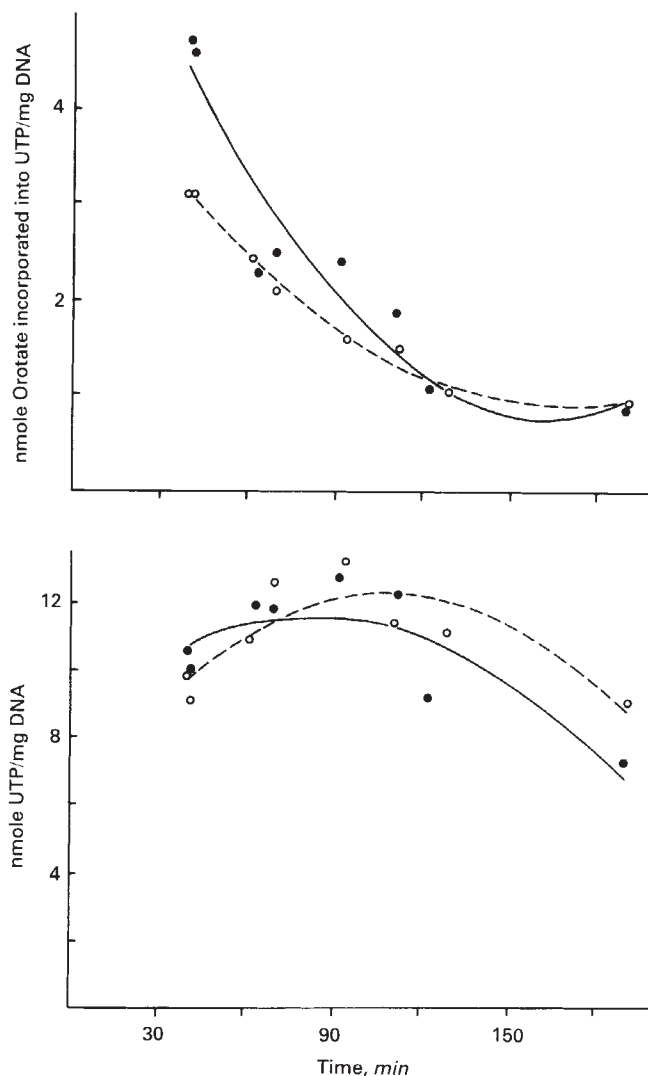 nmole Orotate incorporated into UTP/mg DNA
4
2
nmole UTP/mg DNA
12
8
4
30 90 150
Time, min